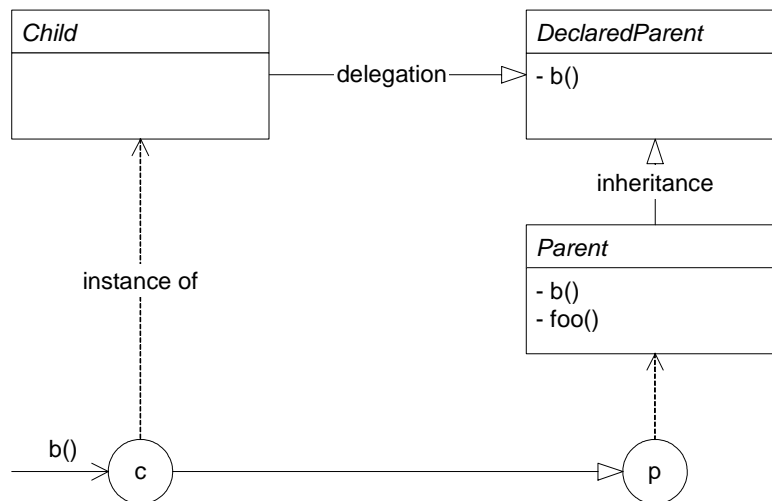 Child
DeclaredParent
delegation
- b()
inheritance
Parent
instance of
- b()
- foo()
b()
c
p